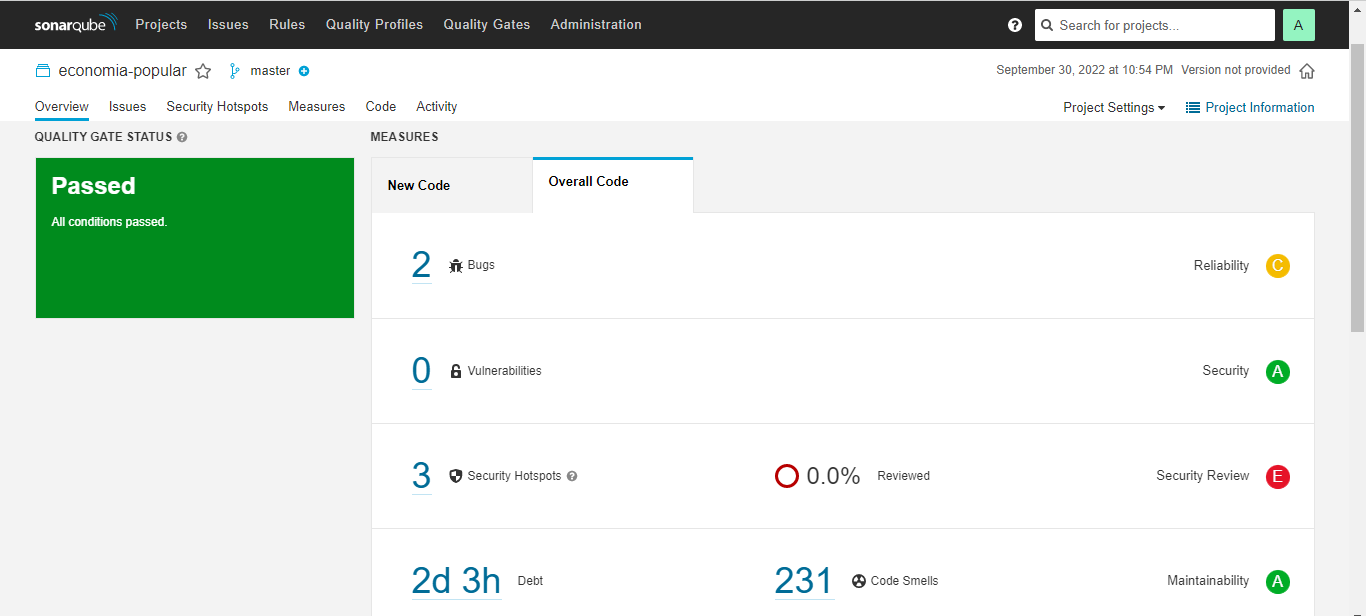 sonarqube Projects Issues Rules Quality Profiles Quality Gates Administration ? Search for projects... A
economia-popular master September 30, 2022 at 10:54 PM Version not provided
Overview Issues Security Hotspots Measures Code Activity Project Settings Project Information
QUALITY GATE STATUS ? MEASURES
Passed
All conditions passed.
New Code Overall Code
2 Bugs Reliability C
0 Vulnerabilities Security A
3 Security Hotspots ? 0.0% Reviewed Security Review E
2d 3h Debt 231 Code Smells Maintainability A